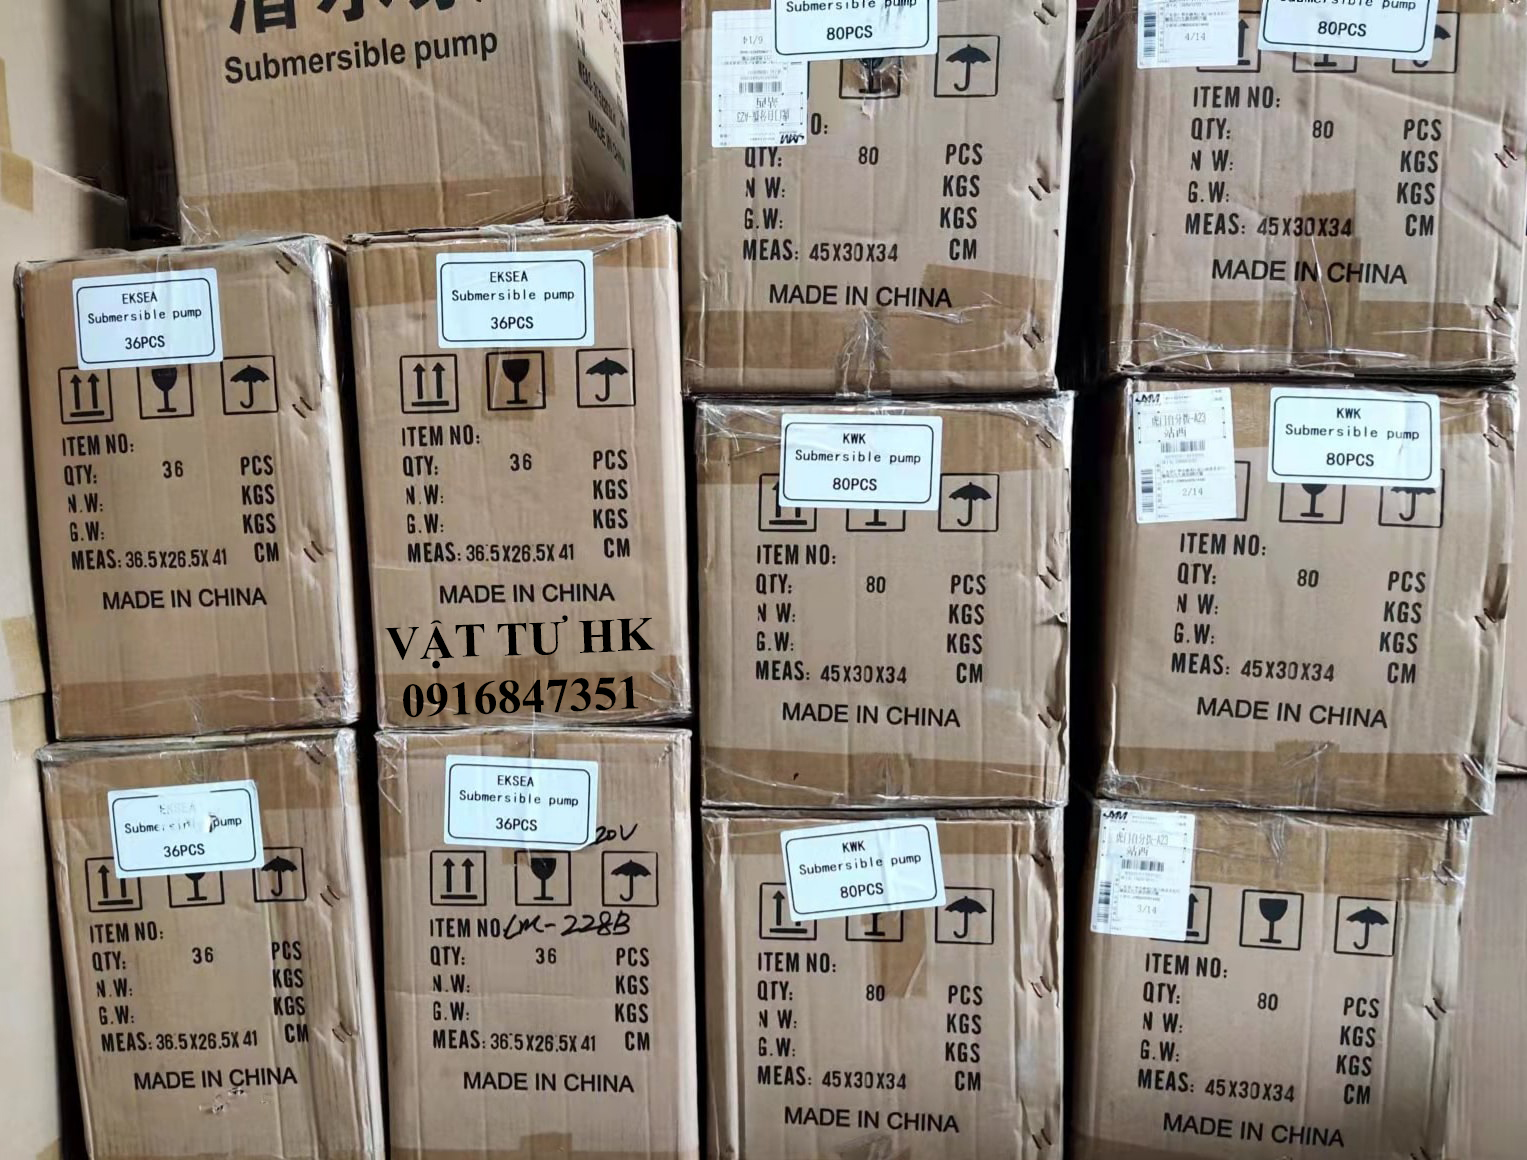 Submersible pump
MADE IN CHINA
Submersible pump
80PCS
QTY: 80 PCS
N W: KGS
G.W: KGS
MEAS: 45X30X34 CM
MADE IN CHINA
Submersible pump
80PCS
4/14
ITEM NO:
QTY: 80 PCS
N W: KGS
G.W: KGS
MEAS: 45X30X34 CM
MADE IN CHINA
EKSEA
Submersible pump
36PCS
ITEM NO:
QTY: 36 PCS
N.W: KGS
G.W: KGS
MEAS: 36.5X26.5X41 CM
MADE IN CHINA
EKSEA
Submersible pump
36PCS
ITEM NO:
QTY: 36 PCS
N.W: KGS
G.W: KGS
MEAS: 36.5X26.5X41 CM
MADE IN CHINA
VẬT TƯ HK
0916847351
KWK
Submersible pump
80PCS
ITEM NO:
QTY: 80 PCS
N W: KGS
G.W: KGS
MEAS: 45X30X34 CM
MADE IN CHINA
2/14
KWK
Submersible pump
80PCS
ITEM NO:
QTY: 80 PCS
N W: KGS
G.W: KGS
MEAS: 45X30X34 CM
MADE IN CHINA
EKSEA
pump
36PCS
ITEM NO:
QTY: 36 PCS
N.W: KGS
G.W: KGS
MEAS: 36.5X26.5X41 CM
MADE IN CHINA
EKSEA
Submersible pump
36PCS
20V
ITEM NO: LM-228B
QTY: 36 PCS
N.W: KGS
G.W: KGS
MEAS: 36.5X26.5X41 CM
MADE IN CHINA
KWK
Submersible pump
80PCS
ITEM NO:
QTY: 80 PCS
N W: KGS
G.W: KGS
MEAS: 45X30X34 CM
MADE IN CHINA
ITEM NO:
QTY: 80 PCS
N W: KGS
G.W: KGS
MEAS: 45X30X34 CM
MADE IN CHINA